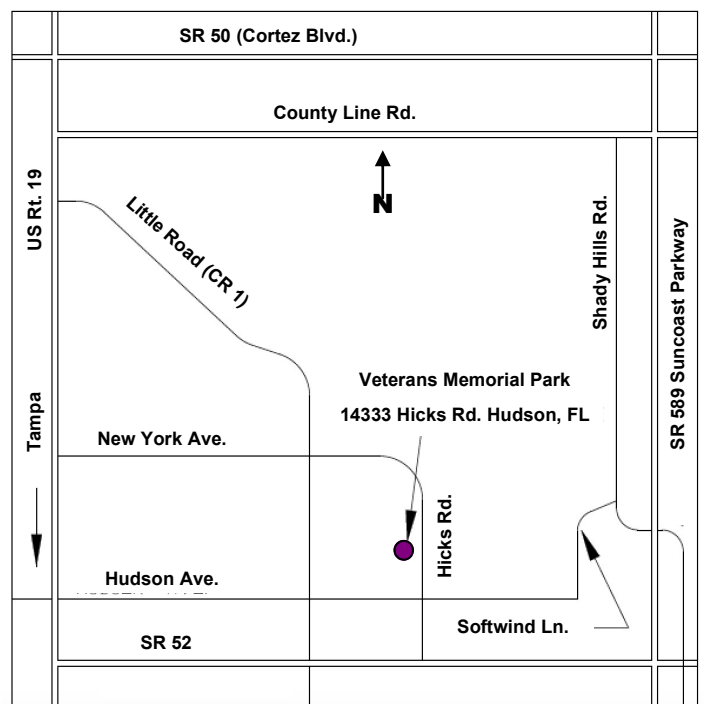 SR 50 (Cortez Blvd.)
County Line Rd.
US Rt. 19
N
Little Road (CR 1)
Shady Hills Rd.
SR 589 Suncoast Parkway
Veterans Memorial Park
14333 Hicks Rd. Hudson, FL
Tampa
New York Ave.
Hicks Rd.
Hudson Ave.
Softwind Ln.
SR 52